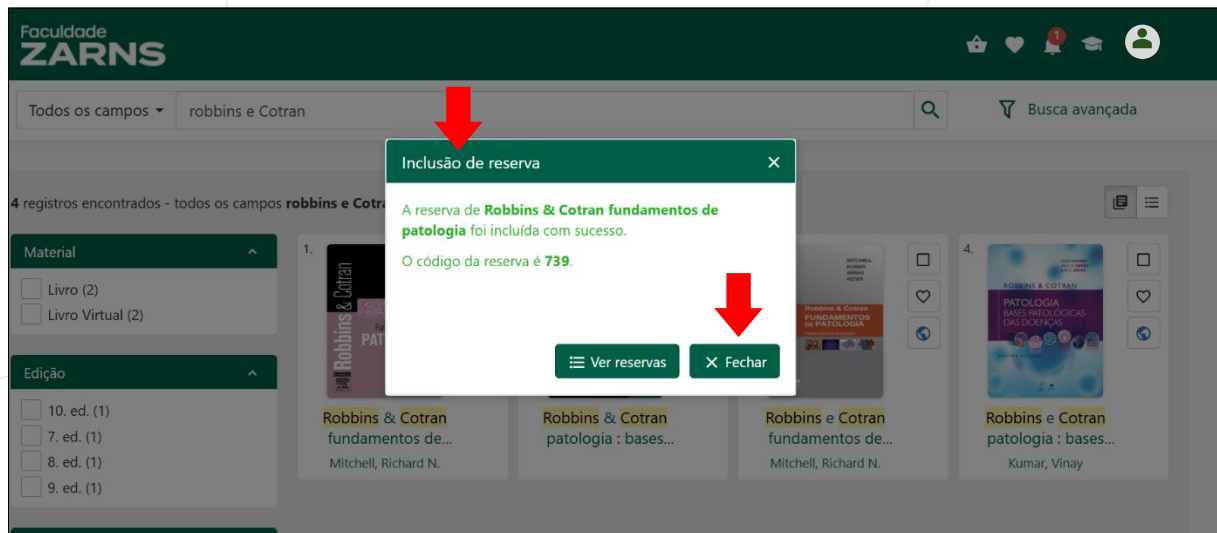 Faculdade
ZARNS
1
Todos os campos
robbins e Cotran
Busca avançada
Inclusão de reserva
A reserva de Robbins & Cotran fundamentos de
patologia foi incluída com sucesso.
O código da reserva é 739.
Ver reservas
Fechar
4 registros encontrados - todos os campos robbins e Cotra
Material
Livro (2)
Livro Virtual (2)
Edição
10. ed. (1)
7. ed. (1)
8. ed. (1)
9. ed. (1)
1.
Robbins & Cotran
PAT
Robbins & Cotran
fundamentos de...
Mitchell, Richard N.
Robbins & Cotran
patologia : bases...
MITCHELL
KUMAR
ABBAS
ASTER
Robbins & Cotran
FUNDAMENTOS
DE PATOLOGIA
Robbins e Cotran
fundamentos de...
Mitchell, Richard N.
4.
ROBBINS & COTRAN
PATOLOGIA
BASES PATOLÓGICAS
DAS DOENÇAS
Robbins e Cotran
patologia : bases...
Kumar, Vinay